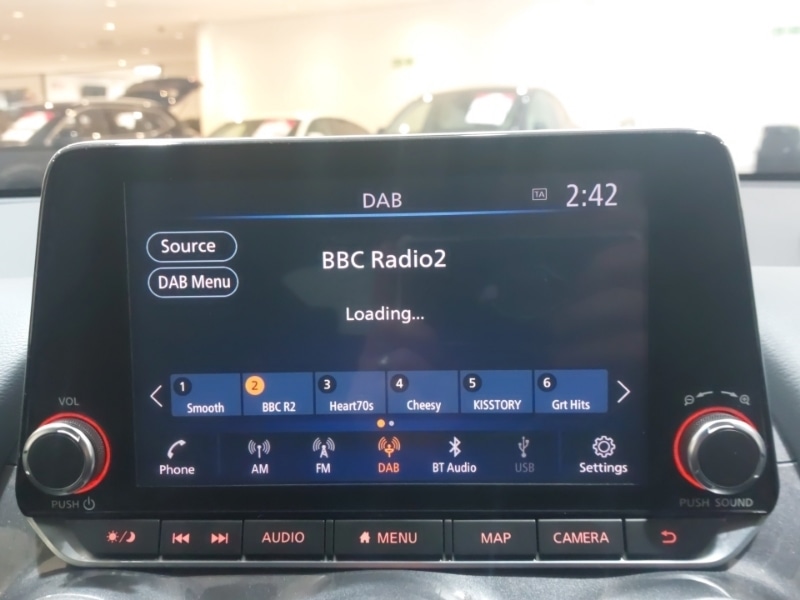 DAB
TA
2:42
Source
BBC Radio2
DAB Menu
Loading...
1 2 3 4 5 6
Smooth BBC R2 Heart70s Cheesy KISSTORY Grt Hits
VOL
Phone AM FM DAB BT Audio USB Settings
PUSH
PUSH SOUND
AUDIO MENU MAP CAMERA